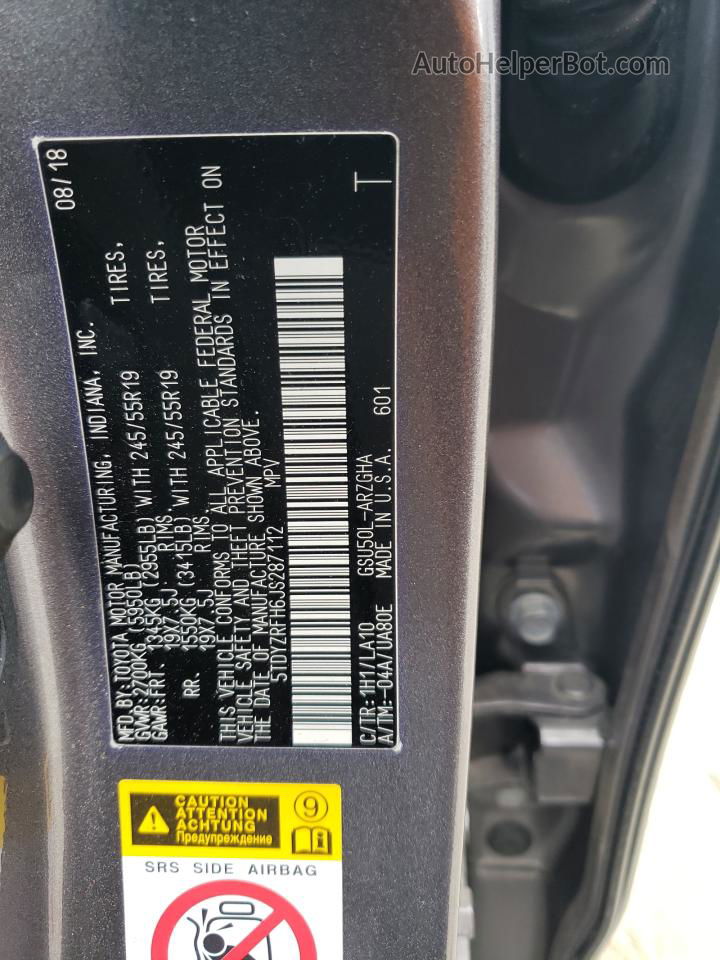 AutoHelperBot.com
08/18
MFD.BY:TOYOTA MOTOR MANUFACTURING, INDIANA, INC.
GVWR:2700KG (5950LB)
GAWR:FRT. 1345KG (2955LB) WITH 245/55R19 TIRES,
19X7.5J RIMS
RR. 1550KG (3415LB) WITH 245/55R19 TIRES,
19X7.5J RIMS
THIS VEHICLE CONFORMS TO ALL APPLICABLE FEDERAL MOTOR
VEHICLE SAFETY AND THEFT PREVENTION STANDARDS IN EFFECT ON
THE DATE OF MANUFACTURE SHOWN ABOVE.
5TDYZRFH6JS287112 MPV
T
C/TR:1H1/LA10 GSU50L-ARZGHA
A/TM:-04A/UA80E MADE IN U.S.A. 601
CAUTION
ATTENTION
ACHTUNG
Предупреждение
9
i
SRS SIDE AIRBAG